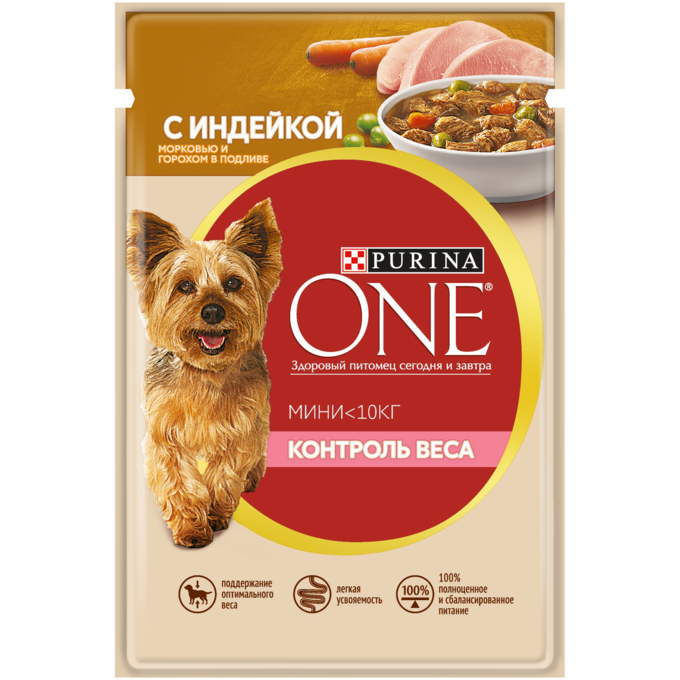 С ИНДЕЙКОЙ
МОРКОВЬЮ И
ГОРОХОМ В ПОДЛИВЕ
PURINA
ONE®
Здоровый питомец сегодня и завтра
МИНИ<10КГ
КОНТРОЛЬ ВЕСА
поддержание
оптимального
веса
легкая
усвояемость
100%
100%
полноценное
и сбалансированное
питание